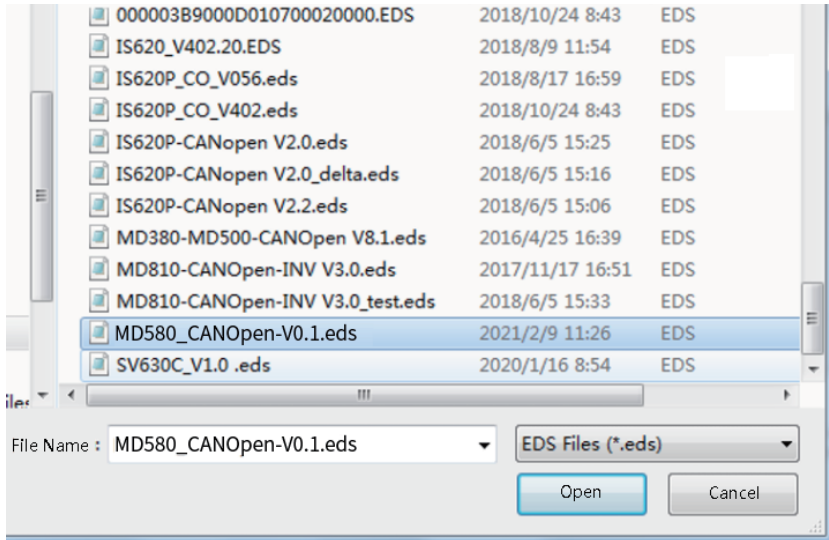 000003B9000D010700020000.EDS 2018/10/24 8:43 EDS
IS620_V402.20.EDS 2018/8/9 11:54 EDS
IS620P_CO_V056.eds 2018/8/17 16:59 EDS
IS620P_CO_V402.eds 2018/10/24 8:43 EDS
IS620P-CANopen V2.0.eds 2018/6/5 15:25 EDS
IS620P-CANopen V2.0_delta.eds 2018/6/5 15:16 EDS
IS620P-CANopen V2.2.eds 2018/6/5 15:06 EDS
MD380-MD500-CANOpen V8.1.eds 2016/4/25 16:39 EDS
MD810-CANOpen-INV V3.0.eds 2017/11/17 16:51 EDS
MD810-CANOpen-INV V3.0_test.eds 2018/6/5 15:33 EDS
MD580_CANOpen-V0.1.eds 2021/2/9 11:26 EDS
SV630C_V1.0 .eds 2020/1/16 8:54 EDS
File Name : MD580_CANOpen-V0.1.eds EDS Files (*.eds)
Open Cancel